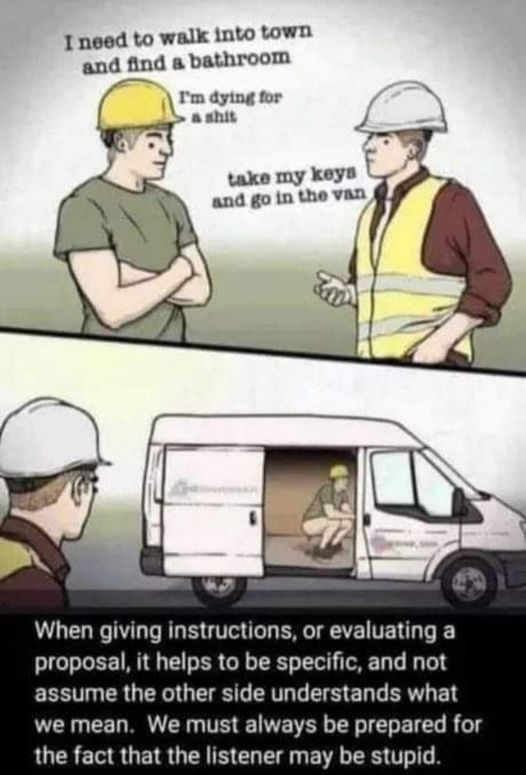 I need to walk into town
and find a bathroom
I'm dying for
a shit
take my keys
and go in the van
When giving instructions, or evaluating a
proposal, it helps to be specific, and not
assume the other side understands what
we mean. We must always be prepared for
the fact that the listener may be stupid.